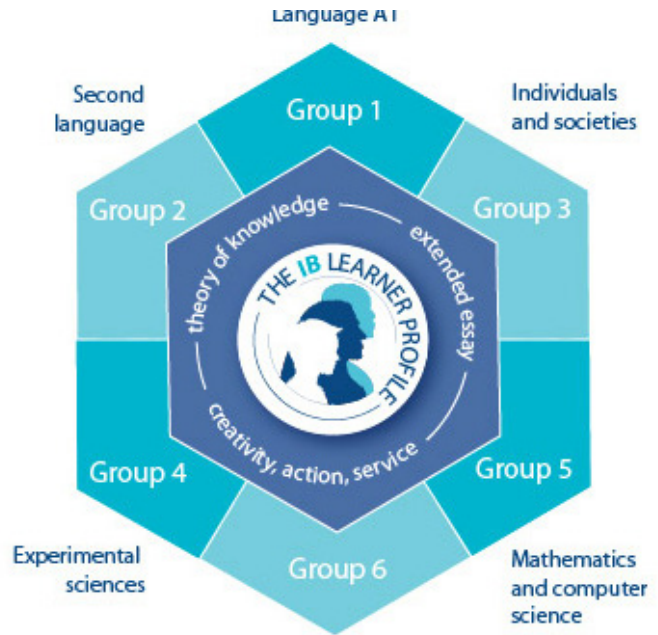 Language A1
Second
language
Group 1
Individuals
and societies
Group 2
Group 3
theory of knowledge
extended essay
THE IB LEARNER PROFILE
creativity, action, service
Group 4
Group 5
Experimental
sciences
Group 6
Mathematics
and computer
science